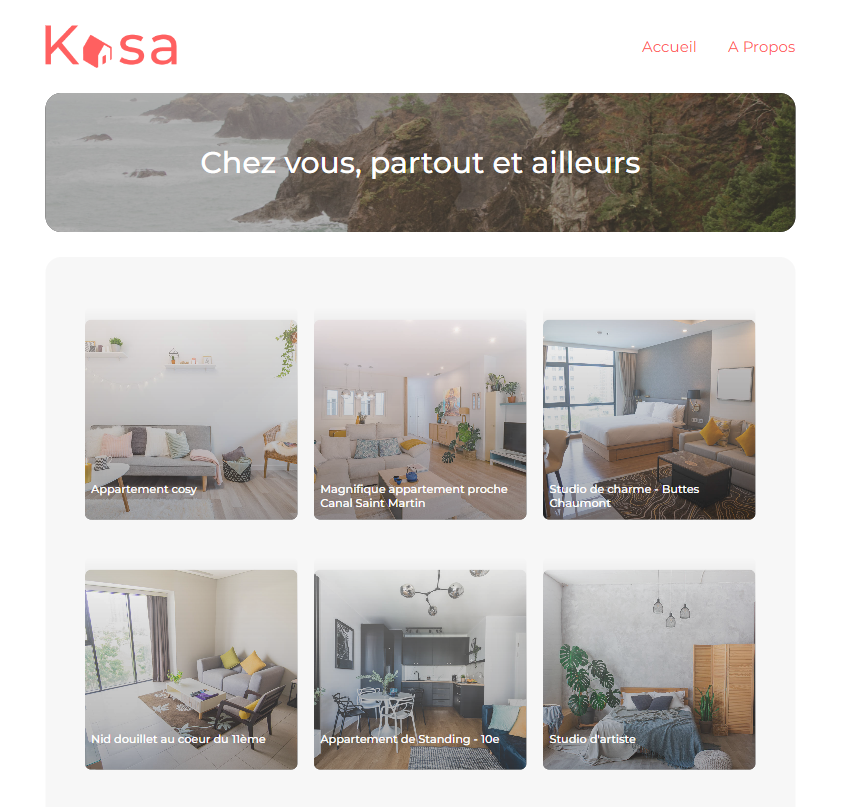 Kasa
Accueil
A Propos
Chez vous, partout et ailleurs
Appartement cosy
Magnifique appartement proche
Canal Saint Martin
Studio de charme - Buttes
Chaumont
Nid douillet au coeur du 11ème
Appartement de Standing - 10e
Studio d'artiste